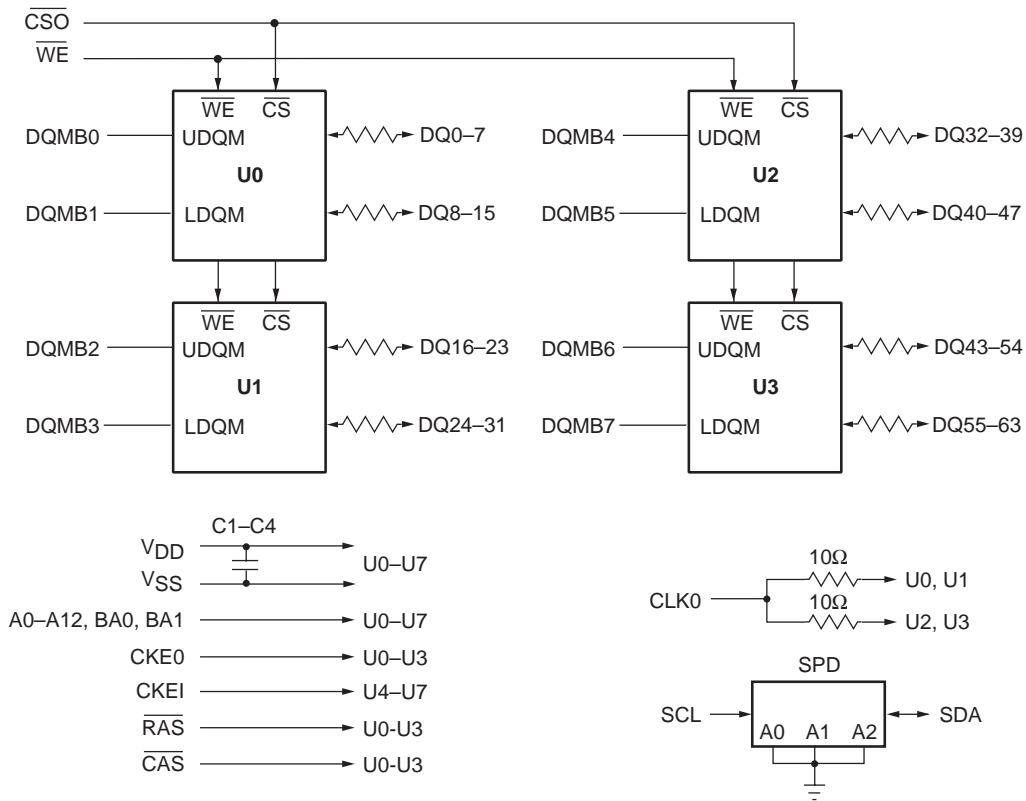 CSO
WE
WE CS WE CS
DQMB0 UDQM DQ0–7 DQMB4 UDQM DQ32–39
U0 U2
DQMB1 LDQM DQ8–15 DQMB5 LDQM DQ40–47
WE CS WE CS
DQMB2 UDQM DQ16–23 DQMB6 UDQM DQ43–54
U1 U3
DQMB3 LDQM DQ24–31 DQMB7 LDQM DQ55–63
C1–C4
VDD
U0–U7
VSS
A0–A12, BA0, BA1 U0–U7
CKE0 U0–U3
CKEI U4–U7
RAS U0-U3
CAS U0-U3
10Ω
U0, U1
CLK0
10Ω
U2, U3
SPD
SCL SDA
A0 A1 A2